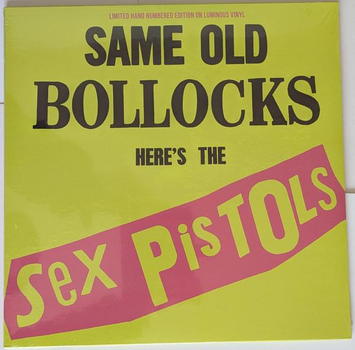 LIMITED HAND NUMBERED EDITION ON LUMINOUS VINYL
SAME OLD
BOLLOCKS
HERE'S THE
Sex PisTOLs